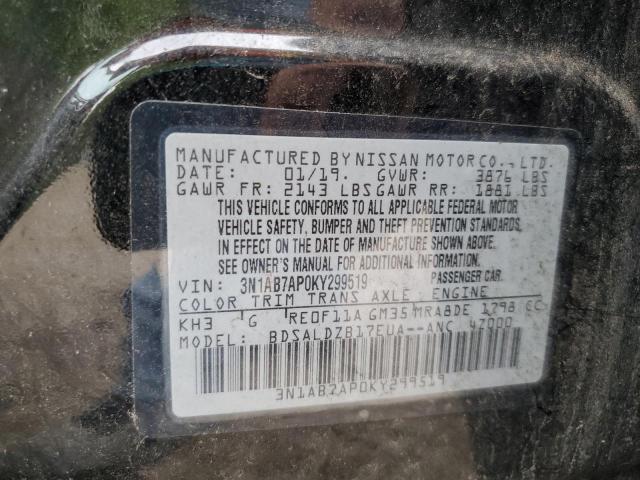 MANUFACTURED BY NISSAN MOTOR CO., LTD.
DATE: 01/19. GVWR: 3876 LBS
GAWR FR: 2143 LBS GAWR RR: 1881 LBS
THIS VEHICLE CONFORMS TO ALL APPLICABLE FEDERAL MOTOR
VEHICLE SAFETY, BUMPER AND THEFT PREVENTION STANDARDS
IN EFFECT ON THE DATE OF MANUFACTURE SHOWN ABOVE.
SEE OWNER'S MANUAL FOR ADDITIONAL INFORMATION.
VIN: 3N1AB7AP0KY299519 PASSENGER CAR.
COLOR TRIM TRANS AXLE. ENGINE
KH3 G RE0F11A GM35 MRA8DE 1798 CC
MODEL: BDSALDZB17EUA--ANC 47000
3N1AB7AP0KY299519